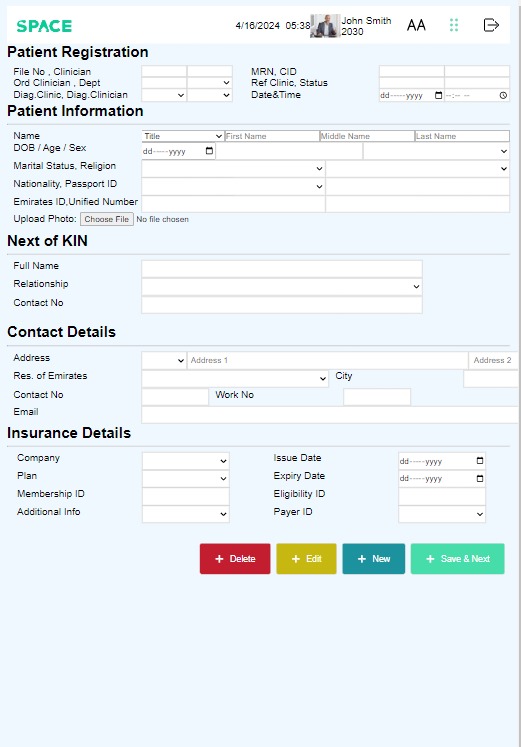 SPACE 4/16/2024 05:38 John Smith 2030 AA
Patient Registration
File No , Clinician MRN, CID
Ord Clinician , Dept Ref Clinic, Status
Diag.Clinic, Diag.Clinician Date&Time dd-----yyyy --:-- --
Patient Information
Name Title First Name Middle Name Last Name
DOB / Age / Sex dd-----yyyy
Marital Status, Religion
Nationality, Passport ID
Emirates ID,Unified Number
Upload Photo: Choose File No file chosen
Next of KIN
Full Name
Relationship
Contact No
Contact Details
Address Address 1 Address 2
Res. of Emirates City
Contact No Work No
Email
Insurance Details
Company Issue Date dd-----yyyy
Plan Expiry Date dd-----yyyy
Membership ID Eligibility ID
Additional Info Payer ID
+ Delete + Edit + New + Save & Next